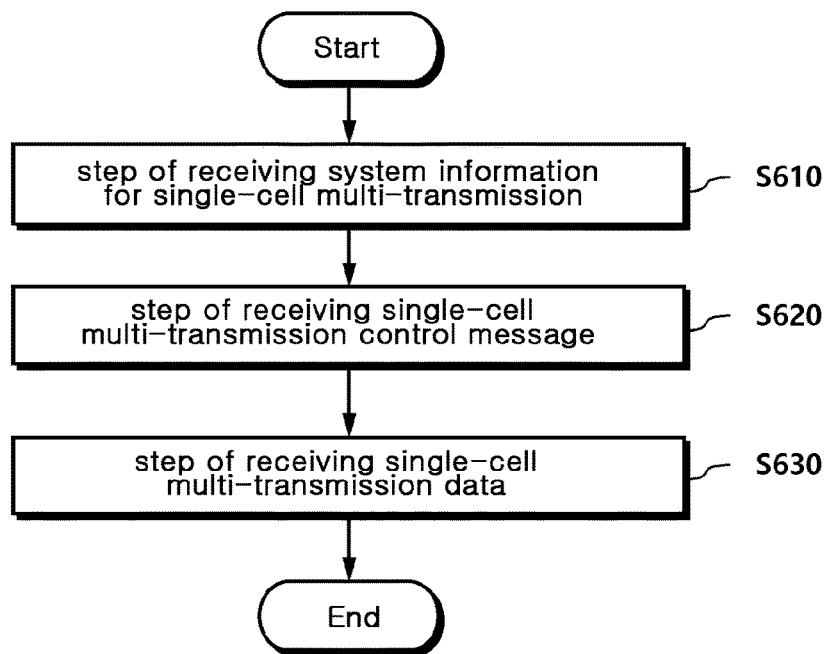 Start
step of receiving system information
for single-cell multi-transmission
S610
step of receiving single-cell
multi-transmission control message
S620
step of receiving single-cell
multi-transmission data
S630
End